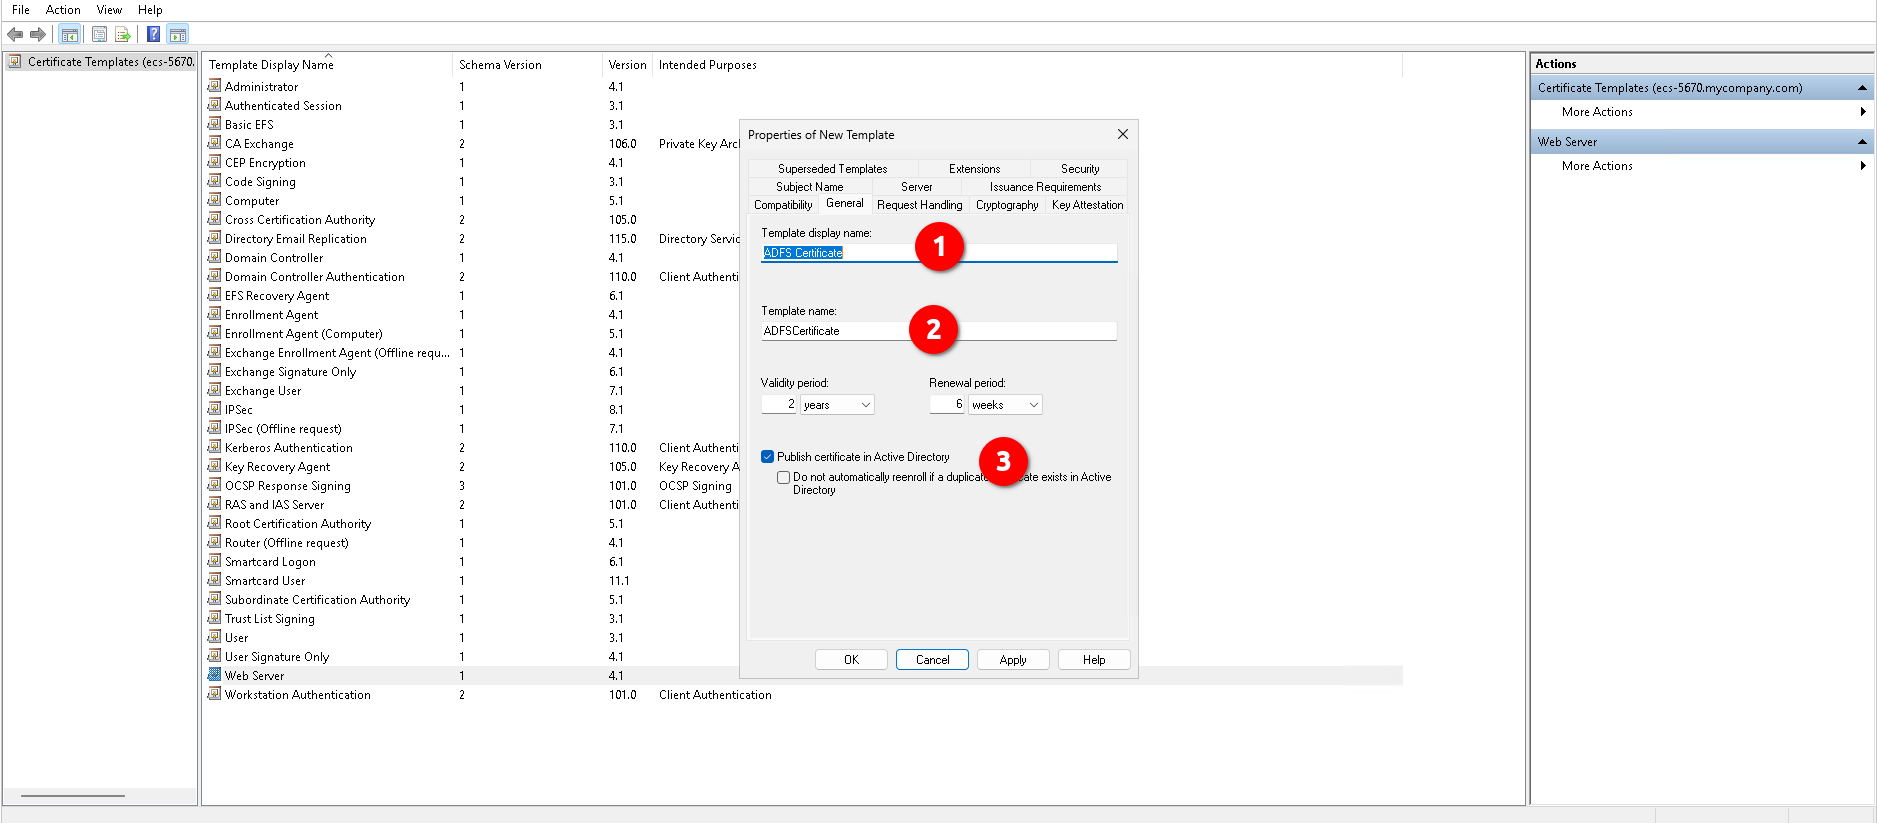 File Action View Help
Certificate Templates (ecs-5670.
Template Display Name Schema Version Version Intended Purposes
Administrator 1 4.1
Authenticated Session 1 3.1
Basic EFS 1 3.1
CA Exchange 2 106.0 Private Key Arc
CEP Encryption 1 4.1
Code Signing 1 3.1
Computer 1 5.1
Cross Certification Authority 2 105.0
Directory Email Replication 2 115.0 Directory Servic
Domain Controller 1 4.1
Domain Controller Authentication 2 110.0 Client Authenti
EFS Recovery Agent 1 6.1
Enrollment Agent 1 4.1
Enrollment Agent (Computer) 1 5.1
Exchange Enrollment Agent (Offline requ... 1 4.1
Exchange Signature Only 1 6.1
Exchange User 1 7.1
IPSec 1 8.1
IPSec (Offline request) 1 7.1
Kerberos Authentication 2 110.0 Client Authenti
Key Recovery Agent 2 105.0 Key Recovery A
OCSP Response Signing 3 101.0 OCSP Signing
RAS and IAS Server 2 101.0 Client Authenti
Root Certification Authority 1 5.1
Router (Offline request) 1 4.1
Smartcard Logon 1 6.1
Smartcard User 1 11.1
Subordinate Certification Authority 1 5.1
Trust List Signing 1 3.1
User 1 3.1
User Signature Only 1 4.1
Web Server 1 4.1
Workstation Authentication 2 101.0 Client Authentication
Properties of New Template
Superseded Templates Extensions Security
Subject Name Server Issuance Requirements
Compatibility General Request Handling Cryptography Key Attestation
Template display name:
1
ADFS Certificate
Template name:
2
ADFSCertificate
Validity period: Renewal period:
2 years 6 weeks
Publish certificate in Active Directory
3
Do not automatically reenroll if a duplicate exists in Active
Directory
OK Cancel Apply Help
Actions
Certificate Templates (ecs-5670.mycompany.com)
More Actions
Web Server
More Actions